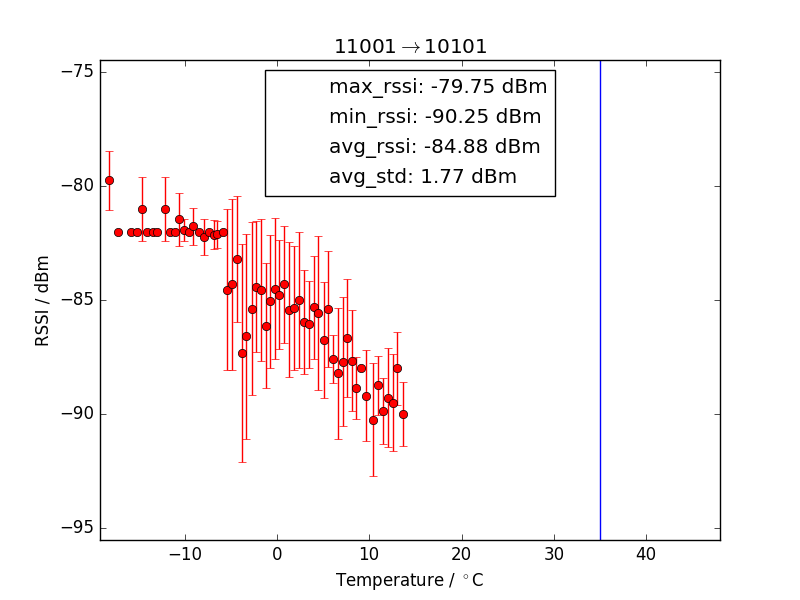 11001→10101
max_rssi: -79.75 dBm
min_rssi: -90.25 dBm
avg_rssi: -84.88 dBm
avg_std: 1.77 dBm
−75
−80
−85
−90
−95
RSSI / dBm
−10 0 10 20 30 40
Temperature / °C